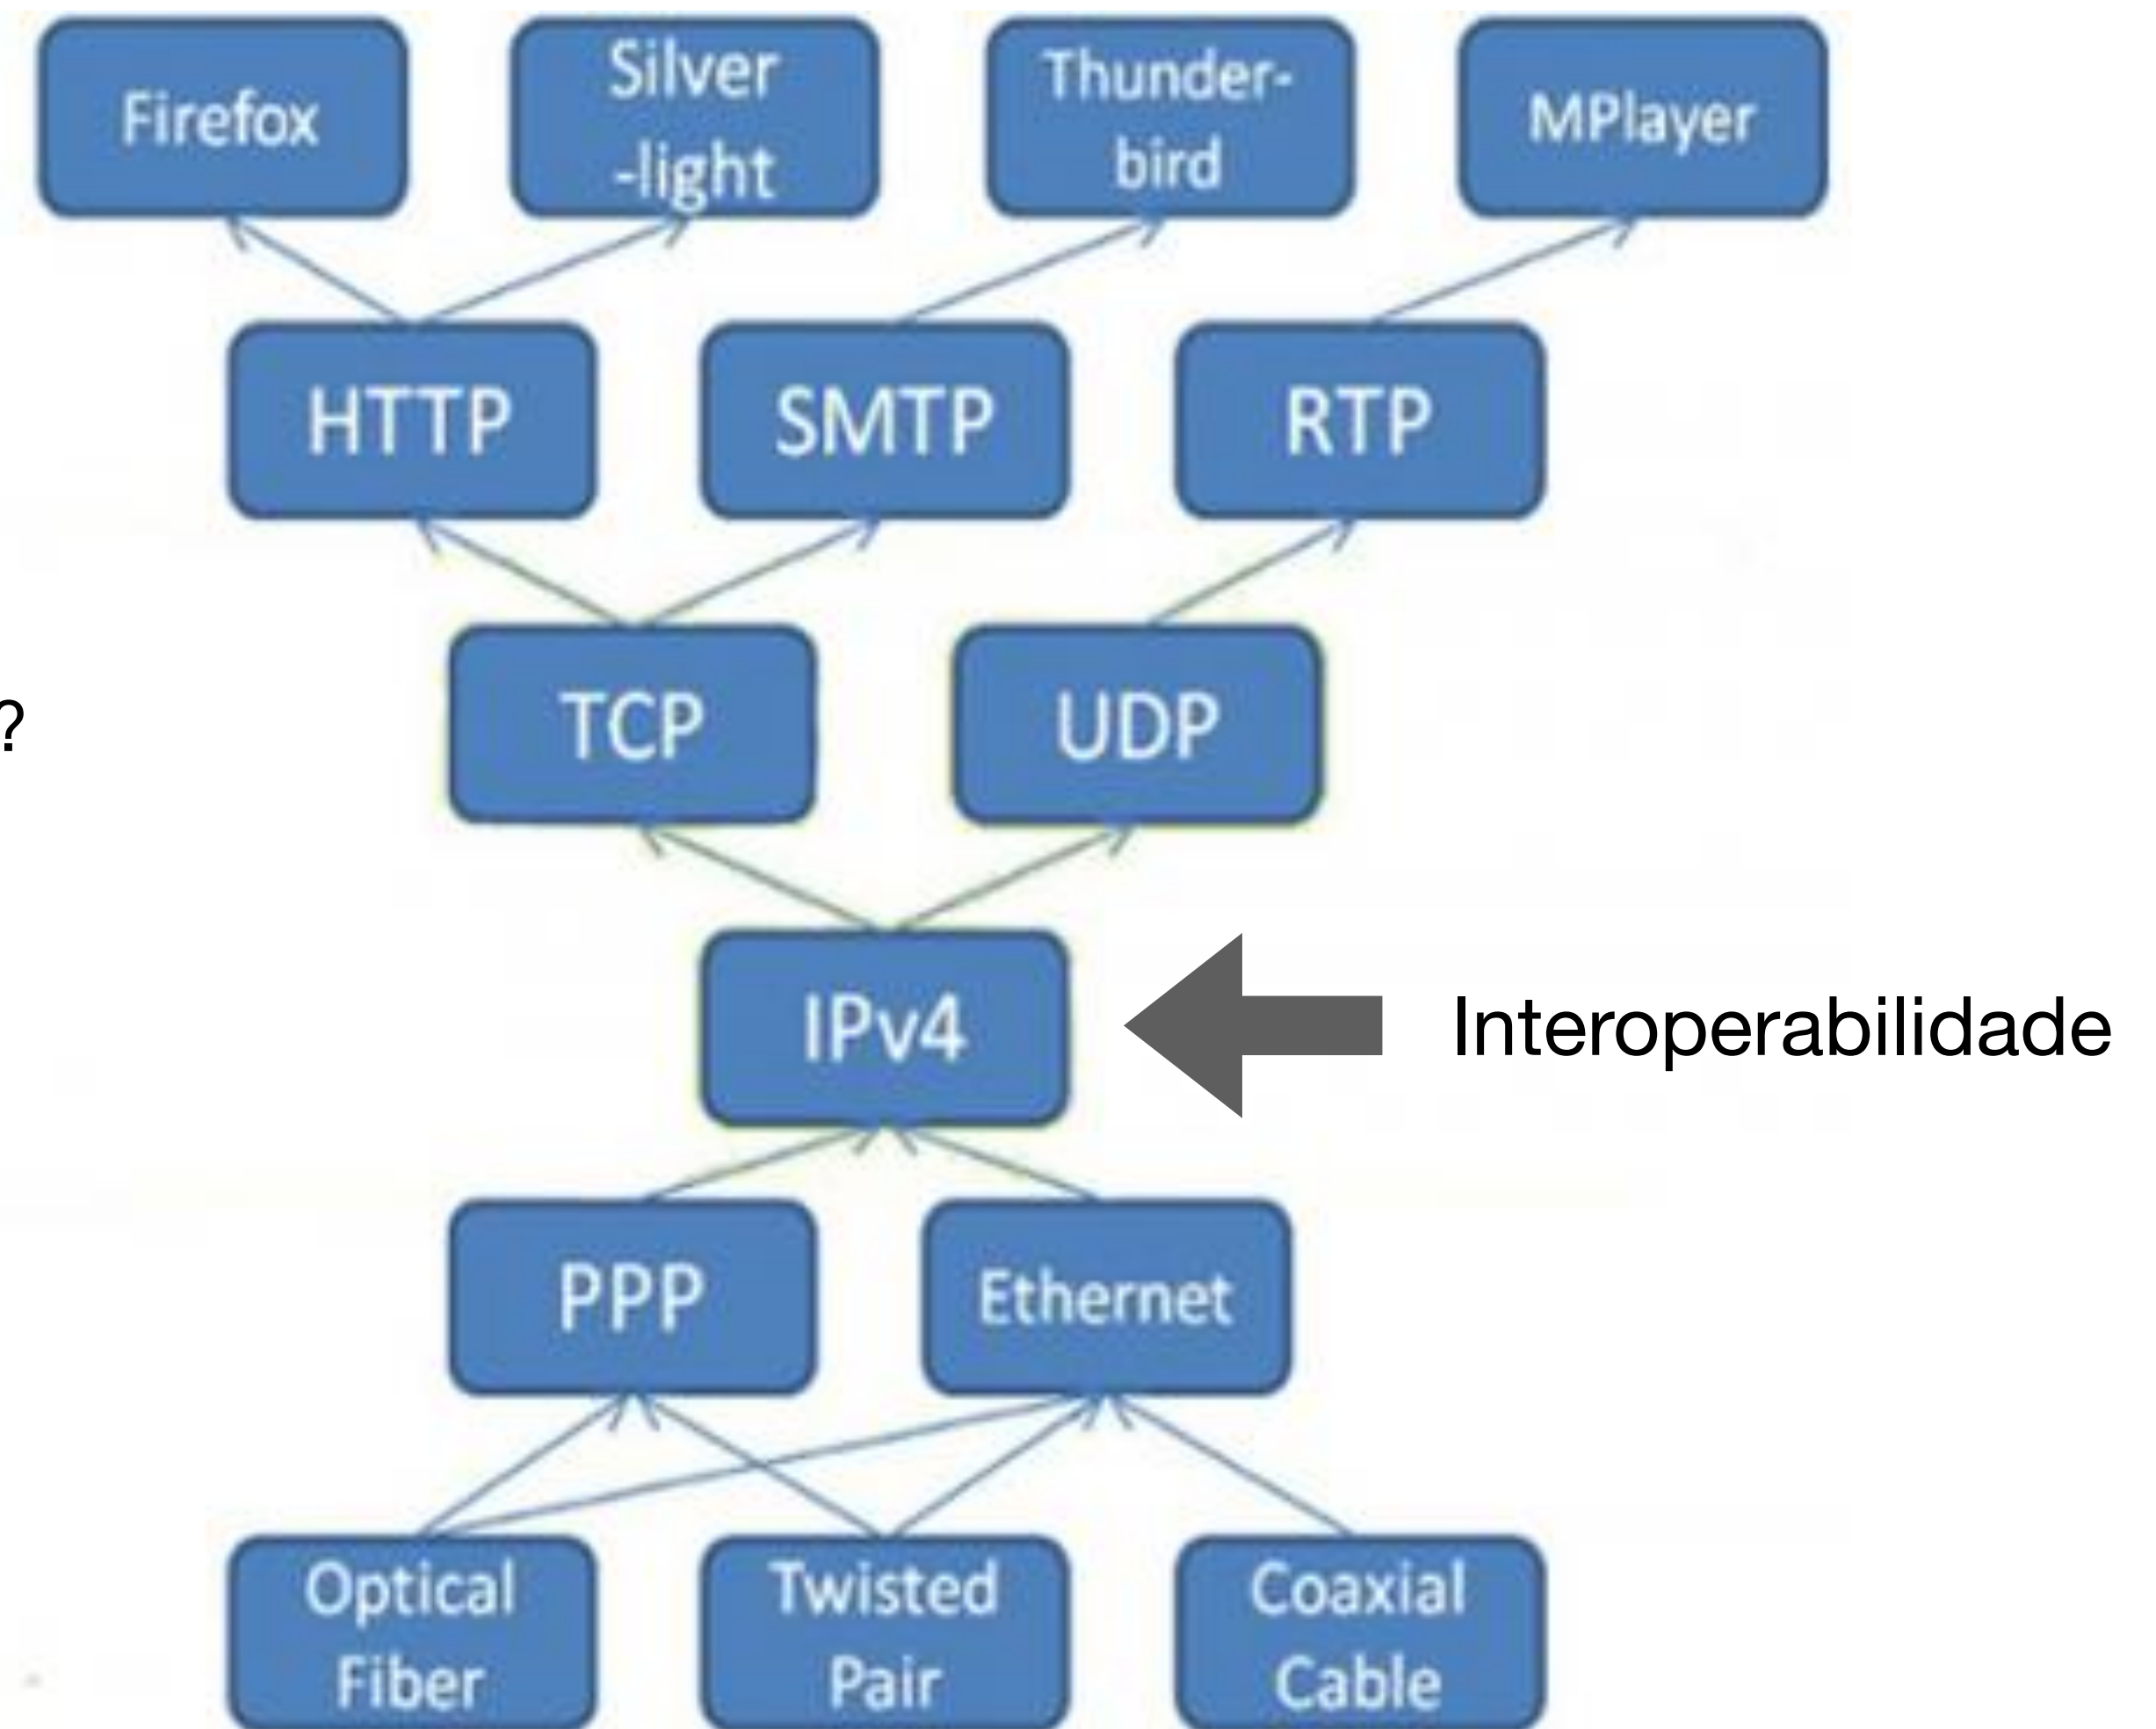 Firefox
Silver
-light
Thunder-
bird
MPlayer
HTTP
SMTP
RTP
?
TCP
UDP
IPv4
Interoperabilidade
PPP
Ethernet
Optical
Fiber
Twisted
Pair
Coaxial
Cable